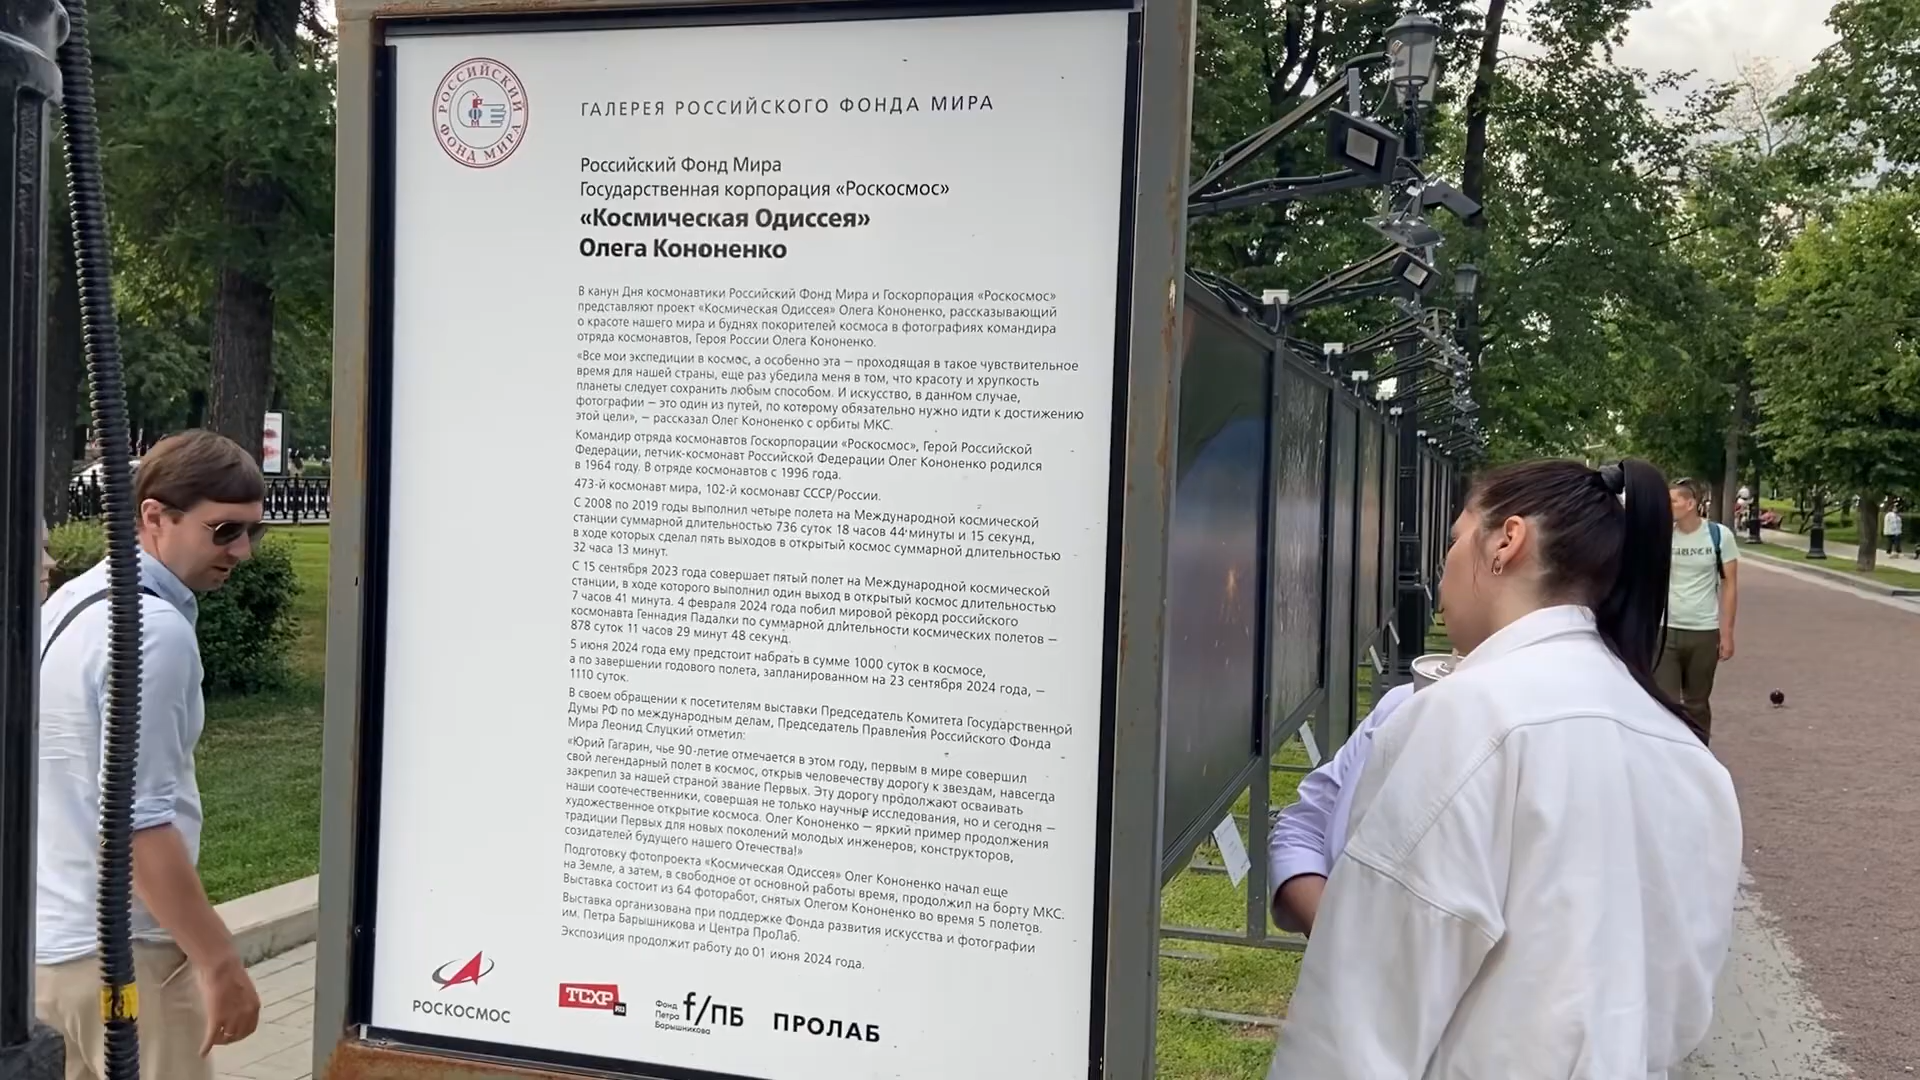 РОССИЙСКИЙ ФОНД МИРА
ГАЛЕРЕЯ РОССИЙСКОГО ФОНДА МИРА
Российский Фонд Мира
Государственная корпорация «Роскосмос»
«Космическая Одиссея»
Олега Кононенко
В канун Дня космонавтики Российский Фонд Мира и Госкорпорация «Роскосмос»
представляют проект «Космическая Одиссея» Олега Кононенко, рассказывающий
о красоте нашего мира и буднях покорителей космоса в фотографиях командира
отряда космонавтов, Героя России Олега Кононенко.
«Все мои экспедиции в космос, а особенно эта – проходящая в такое чувствительное
время для нашей страны, еще раз убедила меня в том, что красоту и хрупкость
планеты следует сохранить любым способом. И искусство, в данном случае,
фотографии – это один из путей, по которому обязательно нужно идти к достижению
этой цели», – рассказал Олег Кононенко с орбиты МКС.
Командир отряда космонавтов Госкорпорации «Роскосмос», Герой Российской
Федерации, летчик-космонавт Российской Федерации Олег Кононенко родился
в 1964 году. В отряде космонавтов с 1996 года.
473-й космонавт мира, 102-й космонавт СССР/России.
С 2008 по 2019 годы выполнил четыре полета на Международной космической
станции суммарной длительностью 736 суток 18 часов 44 минуты и 15 секунд,
в ходе которых сделал пять выходов в открытый космос суммарной длительностью
32 часа 13 минут.
С 15 сентября 2023 года совершает пятый полет на Международной космической
станции, в ходе которого выполнил один выход в открытый космос длительностью
7 часов 41 минута. 4 февраля 2024 года побил мировой рекорд российского
космонавта Геннадия Падалки по суммарной длительности космических полетов –
878 суток 11 часов 29 минут 48 секунд.
5 июня 2024 года ему предстоит набрать в сумме 1000 суток в космосе,
а по завершении годового полета, запланированном на 23 сентября 2024 года, –
1110 суток.
В своем обращении к посетителям выставки Председатель Комитета Государственной
Думы РФ по международным делам, Председатель Правления Российского Фонда
Мира Леонид Слуцкий отметил:
«Юрий Гагарин, чье 90-летие отмечается в этом году, первым в мире совершил
свой легендарный полет в космос, открыв человечеству дорогу к звездам, навсегда
закрепил за нашей страной звание Первых. Эту дорогу продолжают осваивать
наши соотечественники, совершая не только научные исследования, но и сегодня –
художественное открытие космоса. Олег Кононенко – яркий пример продолжения
традиции Первых для новых поколений молодых инженеров, конструкторов,
созидателей будущего нашего Отечества!»
Подготовку фотопроекта «Космическая Одиссея» Олег Кононенко начал еще
на Земле, а затем, в свободное от основной работы время, продолжил на борту МКС.
Выставка состоит из 64 фоторабот, снятых Олегом Кононенко во время 5 полетов.
Выставка организована при поддержке Фонда развития искусства и фотографии
им. Петра Барышникова и Центра ПроЛаб.
Экспозиция продолжит работу до 01 июня 2024 года.
РОСКОСМОС
ТСХР
Фонд
Петра
Барышникова
f/ПБ
ПРОЛАБ